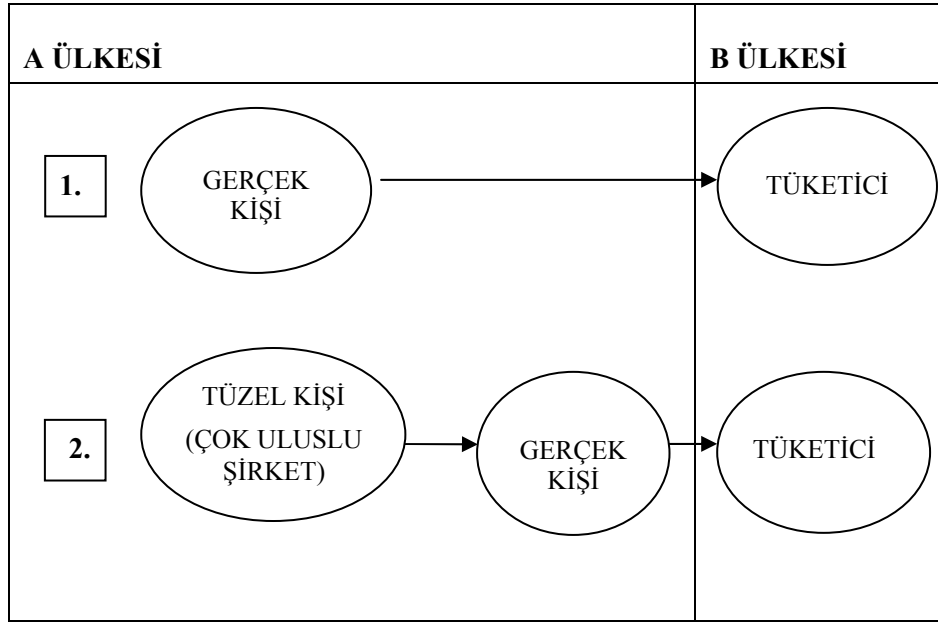 A ÜLKESİ
B ÜLKESİ
1.
GERÇEK
KİŞİ
TÜKETİCİ
2.
TÜZEL KİŞİ
(ÇOK ULUSLU
ŞİRKET)
GERÇEK
KİŞİ
TÜKETİCİ